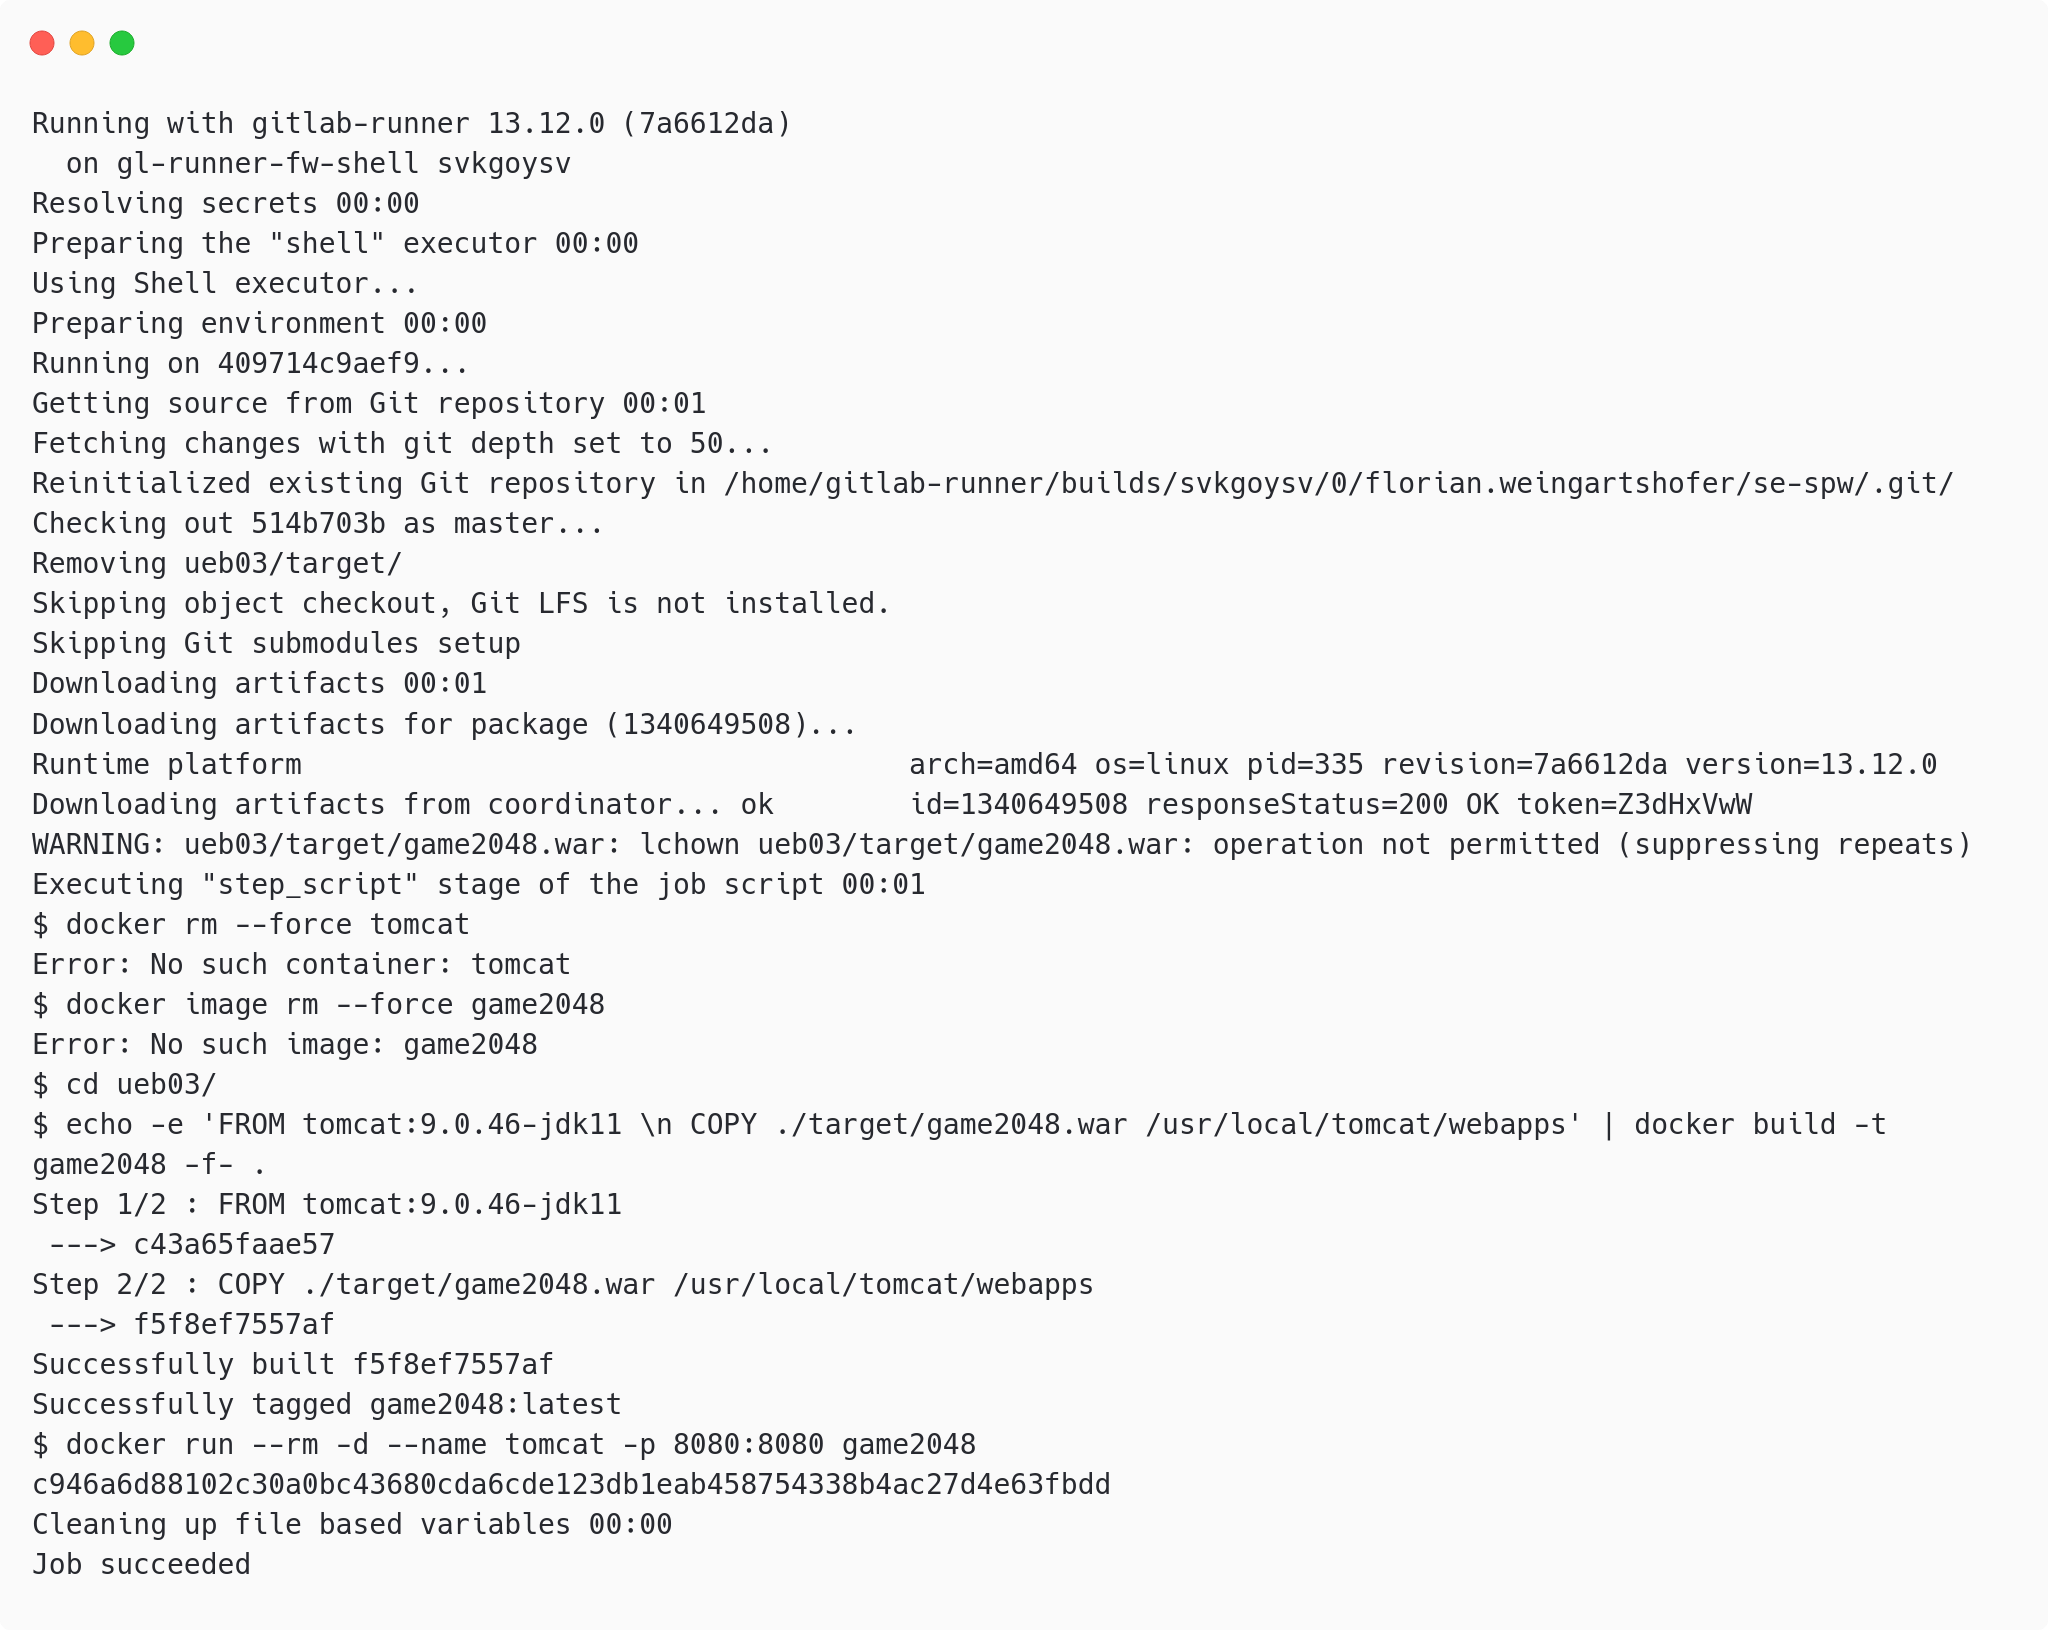 Running with gitlab-runner 13.12.0 (7a6612da)
  on gl-runner-fw-shell svkgoysv
Resolving secrets 00:00
Preparing the "shell" executor 00:00
Using Shell executor...
Preparing environment 00:00
Running on 409714c9aef9...
Getting source from Git repository 00:01
Fetching changes with git depth set to 50...
Reinitialized existing Git repository in /home/gitlab-runner/builds/svkgoysv/0/florian.weingartshofer/se-spw/.git/
Checking out 514b703b as master...
Removing ueb03/target/
Skipping object checkout, Git LFS is not installed.
Skipping Git submodules setup
Downloading artifacts 00:01
Downloading artifacts for package (1340649508)...
Runtime platform                                    arch=amd64 os=linux pid=335 revision=7a6612da version=13.12.0
Downloading artifacts from coordinator... ok        id=1340649508 responseStatus=200 OK token=Z3dHxVwW
WARNING: ueb03/target/game2048.war: lchown ueb03/target/game2048.war: operation not permitted (suppressing repeats)
Executing "step_script" stage of the job script 00:01
$ docker rm --force tomcat
Error: No such container: tomcat
$ docker image rm --force game2048
Error: No such image: game2048
$ cd ueb03/
$ echo -e 'FROM tomcat:9.0.46-jdk11 \n COPY ./target/game2048.war /usr/local/tomcat/webapps' | docker build -t
game2048 -f- .
Step 1/2 : FROM tomcat:9.0.46-jdk11
 ---> c43a65faae57
Step 2/2 : COPY ./target/game2048.war /usr/local/tomcat/webapps
 ---> f5f8ef7557af
Successfully built f5f8ef7557af
Successfully tagged game2048:latest
$ docker run --rm -d --name tomcat -p 8080:8080 game2048
c946a6d88102c30a0bc43680cda6cde123db1eab458754338b4ac27d4e63fbdd
Cleaning up file based variables 00:00
Job succeeded